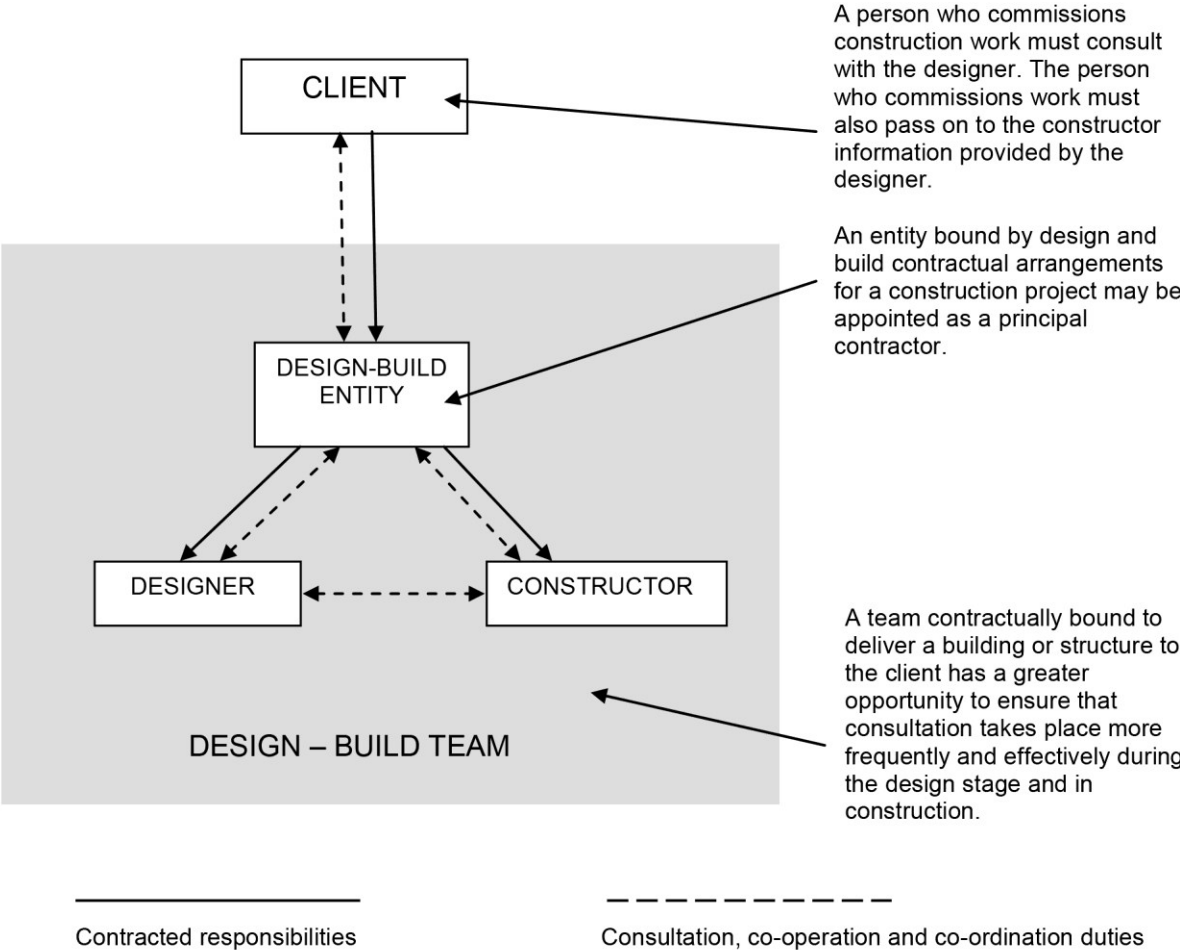 A person who commissions
construction work must consult
with the designer. The person
who commissions work must
also pass on to the constructor
information provided by the
designer.
CLIENT
An entity bound by design and
build contractual arrangements
for a construction project may be
appointed as a principal
contractor.
DESIGN-BUILD
ENTITY
DESIGNER
CONSTRUCTOR
A team contractually bound to
deliver a building or structure to
the client has a greater
opportunity to ensure that
consultation takes place more
frequently and effectively during
the design stage and in
construction.
DESIGN – BUILD TEAM
Contracted responsibilities
Consultation, co-operation and co-ordination duties